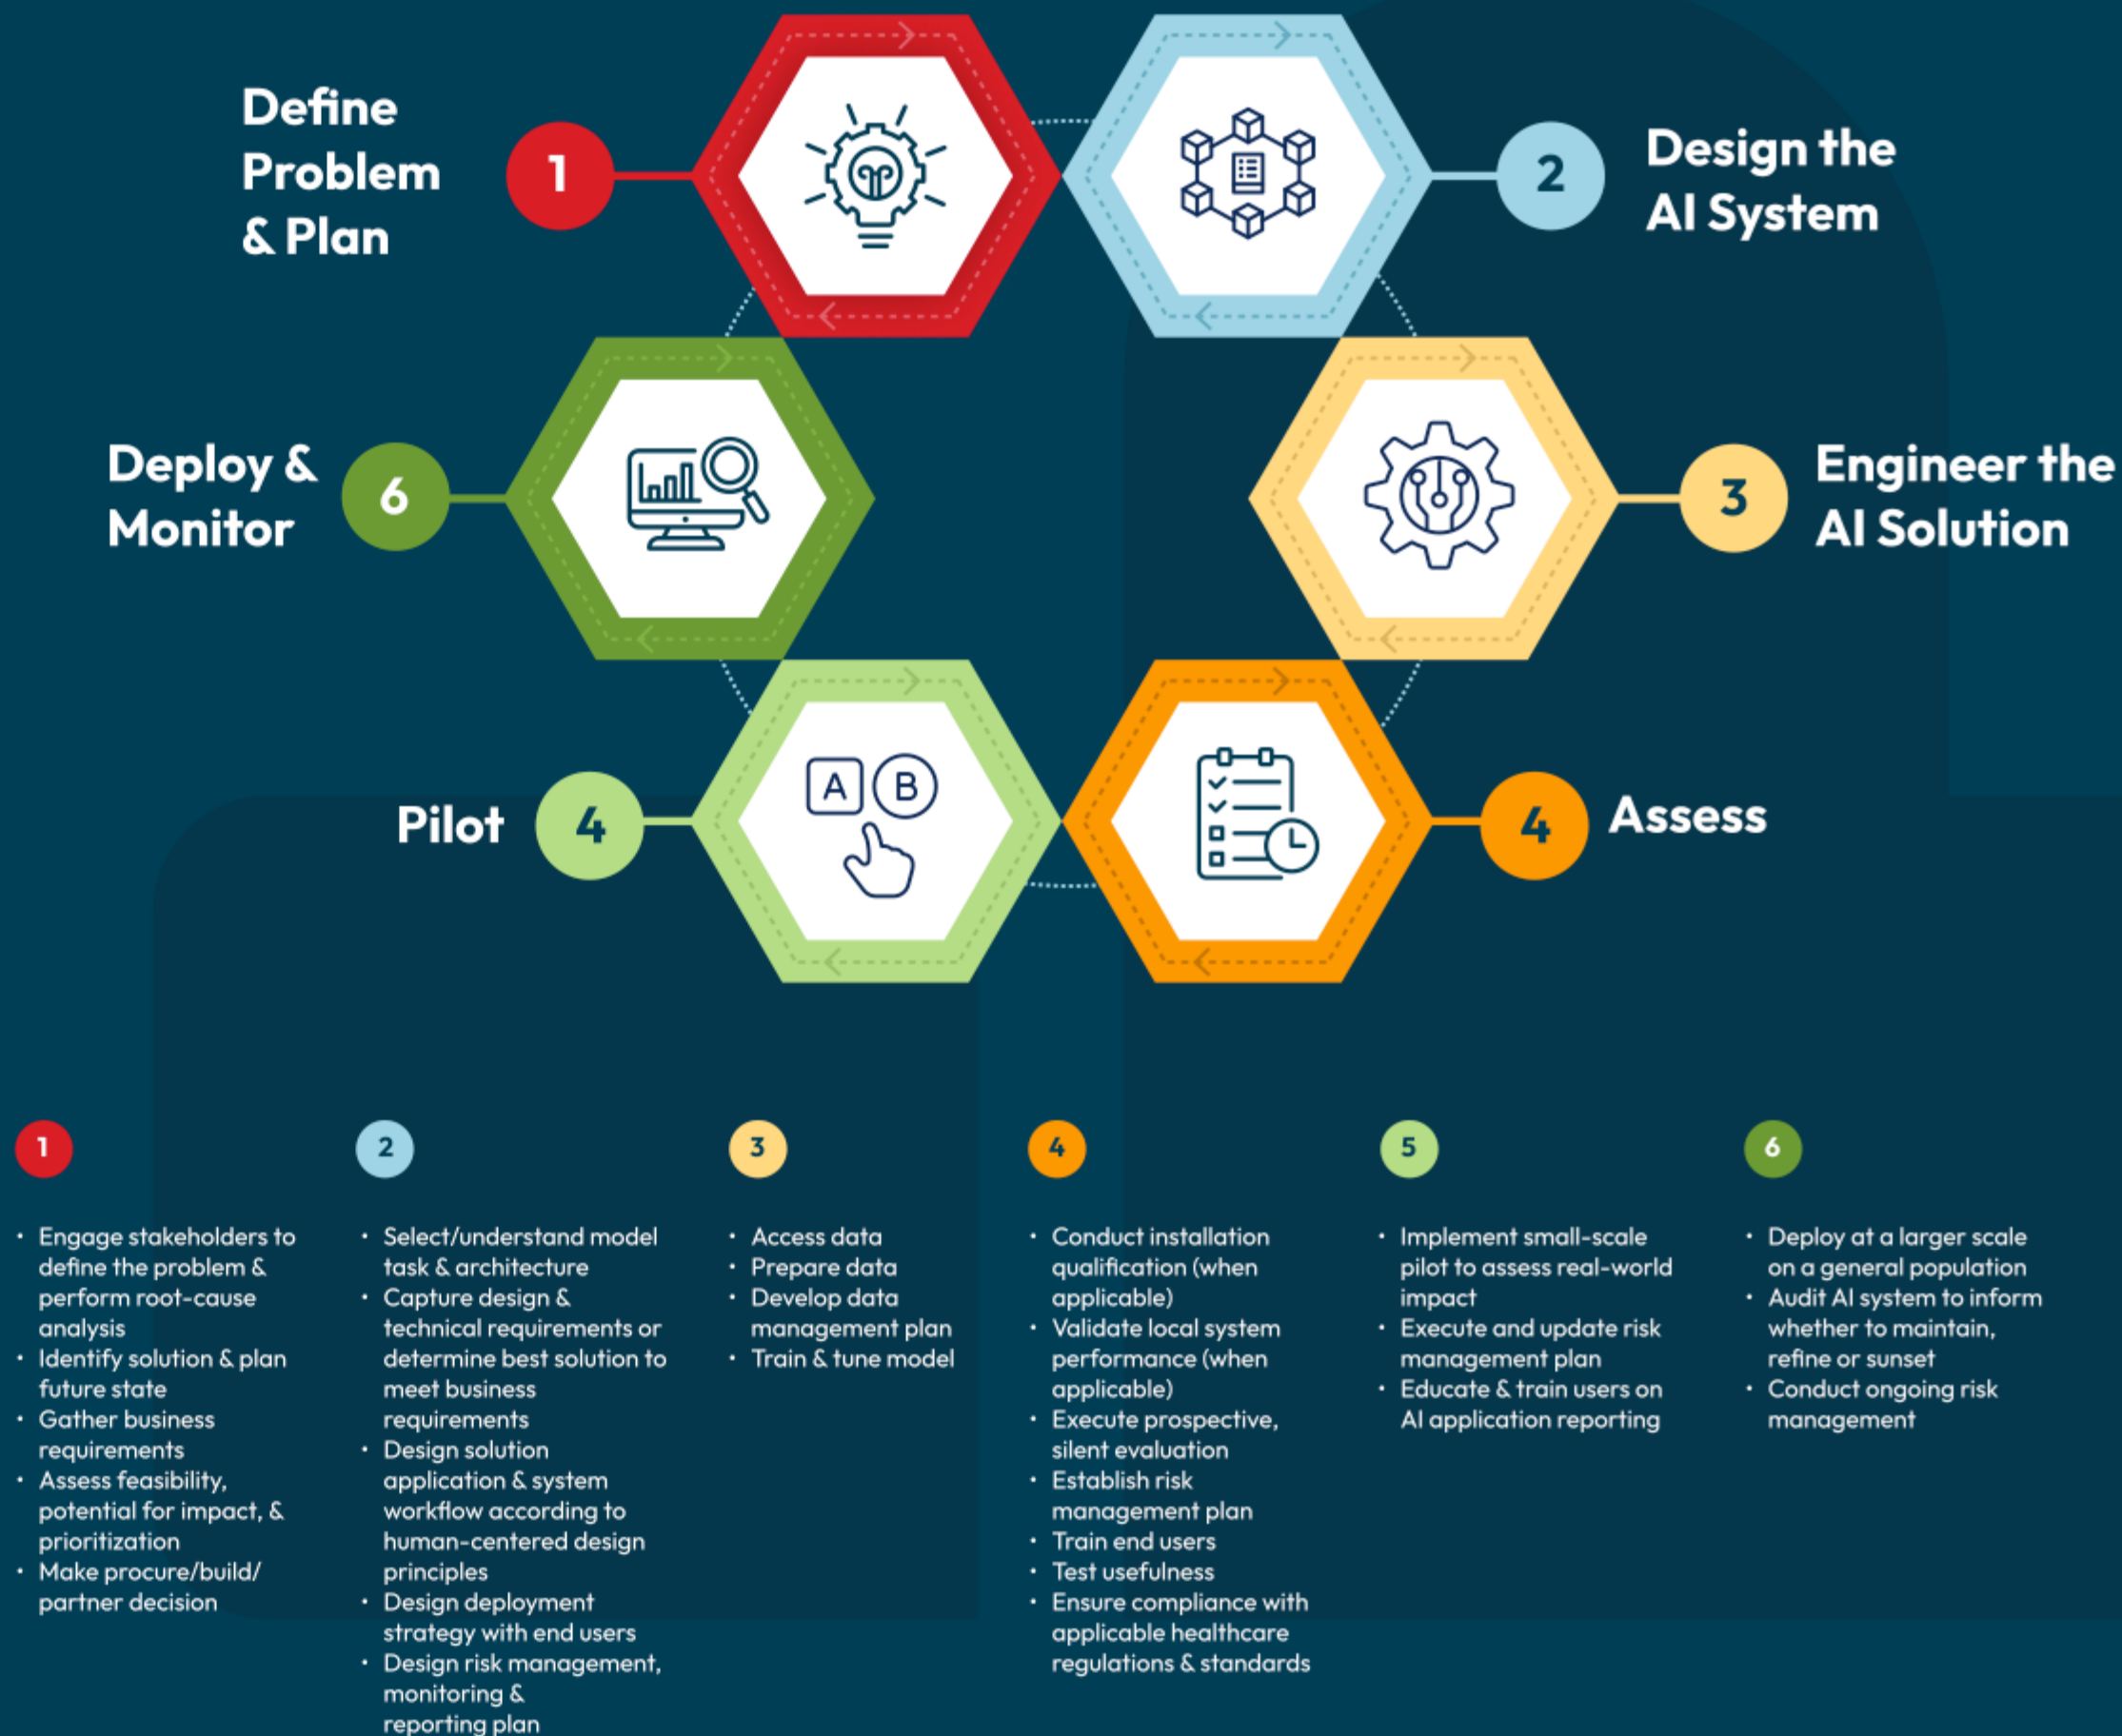 Define
Problem
& Plan
1
2
Design the
AI System
Deploy &
Monitor
6
3
Engineer the
AI Solution
Pilot
4
A B
4
Assess
1
• Engage stakeholders to
define the problem &
perform root-cause
analysis
• Identify solution & plan
future state
• Gather business
requirements
• Assess feasibility,
potential for impact, &
prioritization
• Make procure/build/
partner decision
2
• Select/understand model
task & architecture
• Capture design &
technical requirements or
determine best solution to
meet business
requirements
• Design solution
application & system
workflow according to
human-centered design
principles
• Design deployment
strategy with end users
• Design risk management,
monitoring &
reporting plan
3
• Access data
• Prepare data
• Develop data
management plan
• Train & tune model
4
• Conduct installation
qualification (when
applicable)
• Validate local system
performance (when
applicable)
• Execute prospective,
silent evaluation
• Establish risk
management plan
• Train end users
• Test usefulness
• Ensure compliance with
applicable healthcare
regulations & standards
5
• Implement small-scale
pilot to assess real-world
impact
• Execute and update risk
management plan
• Educate & train users on
AI application reporting
6
• Deploy at a larger scale
on a general population
• Audit AI system to inform
whether to maintain,
refine or sunset
• Conduct ongoing risk
management